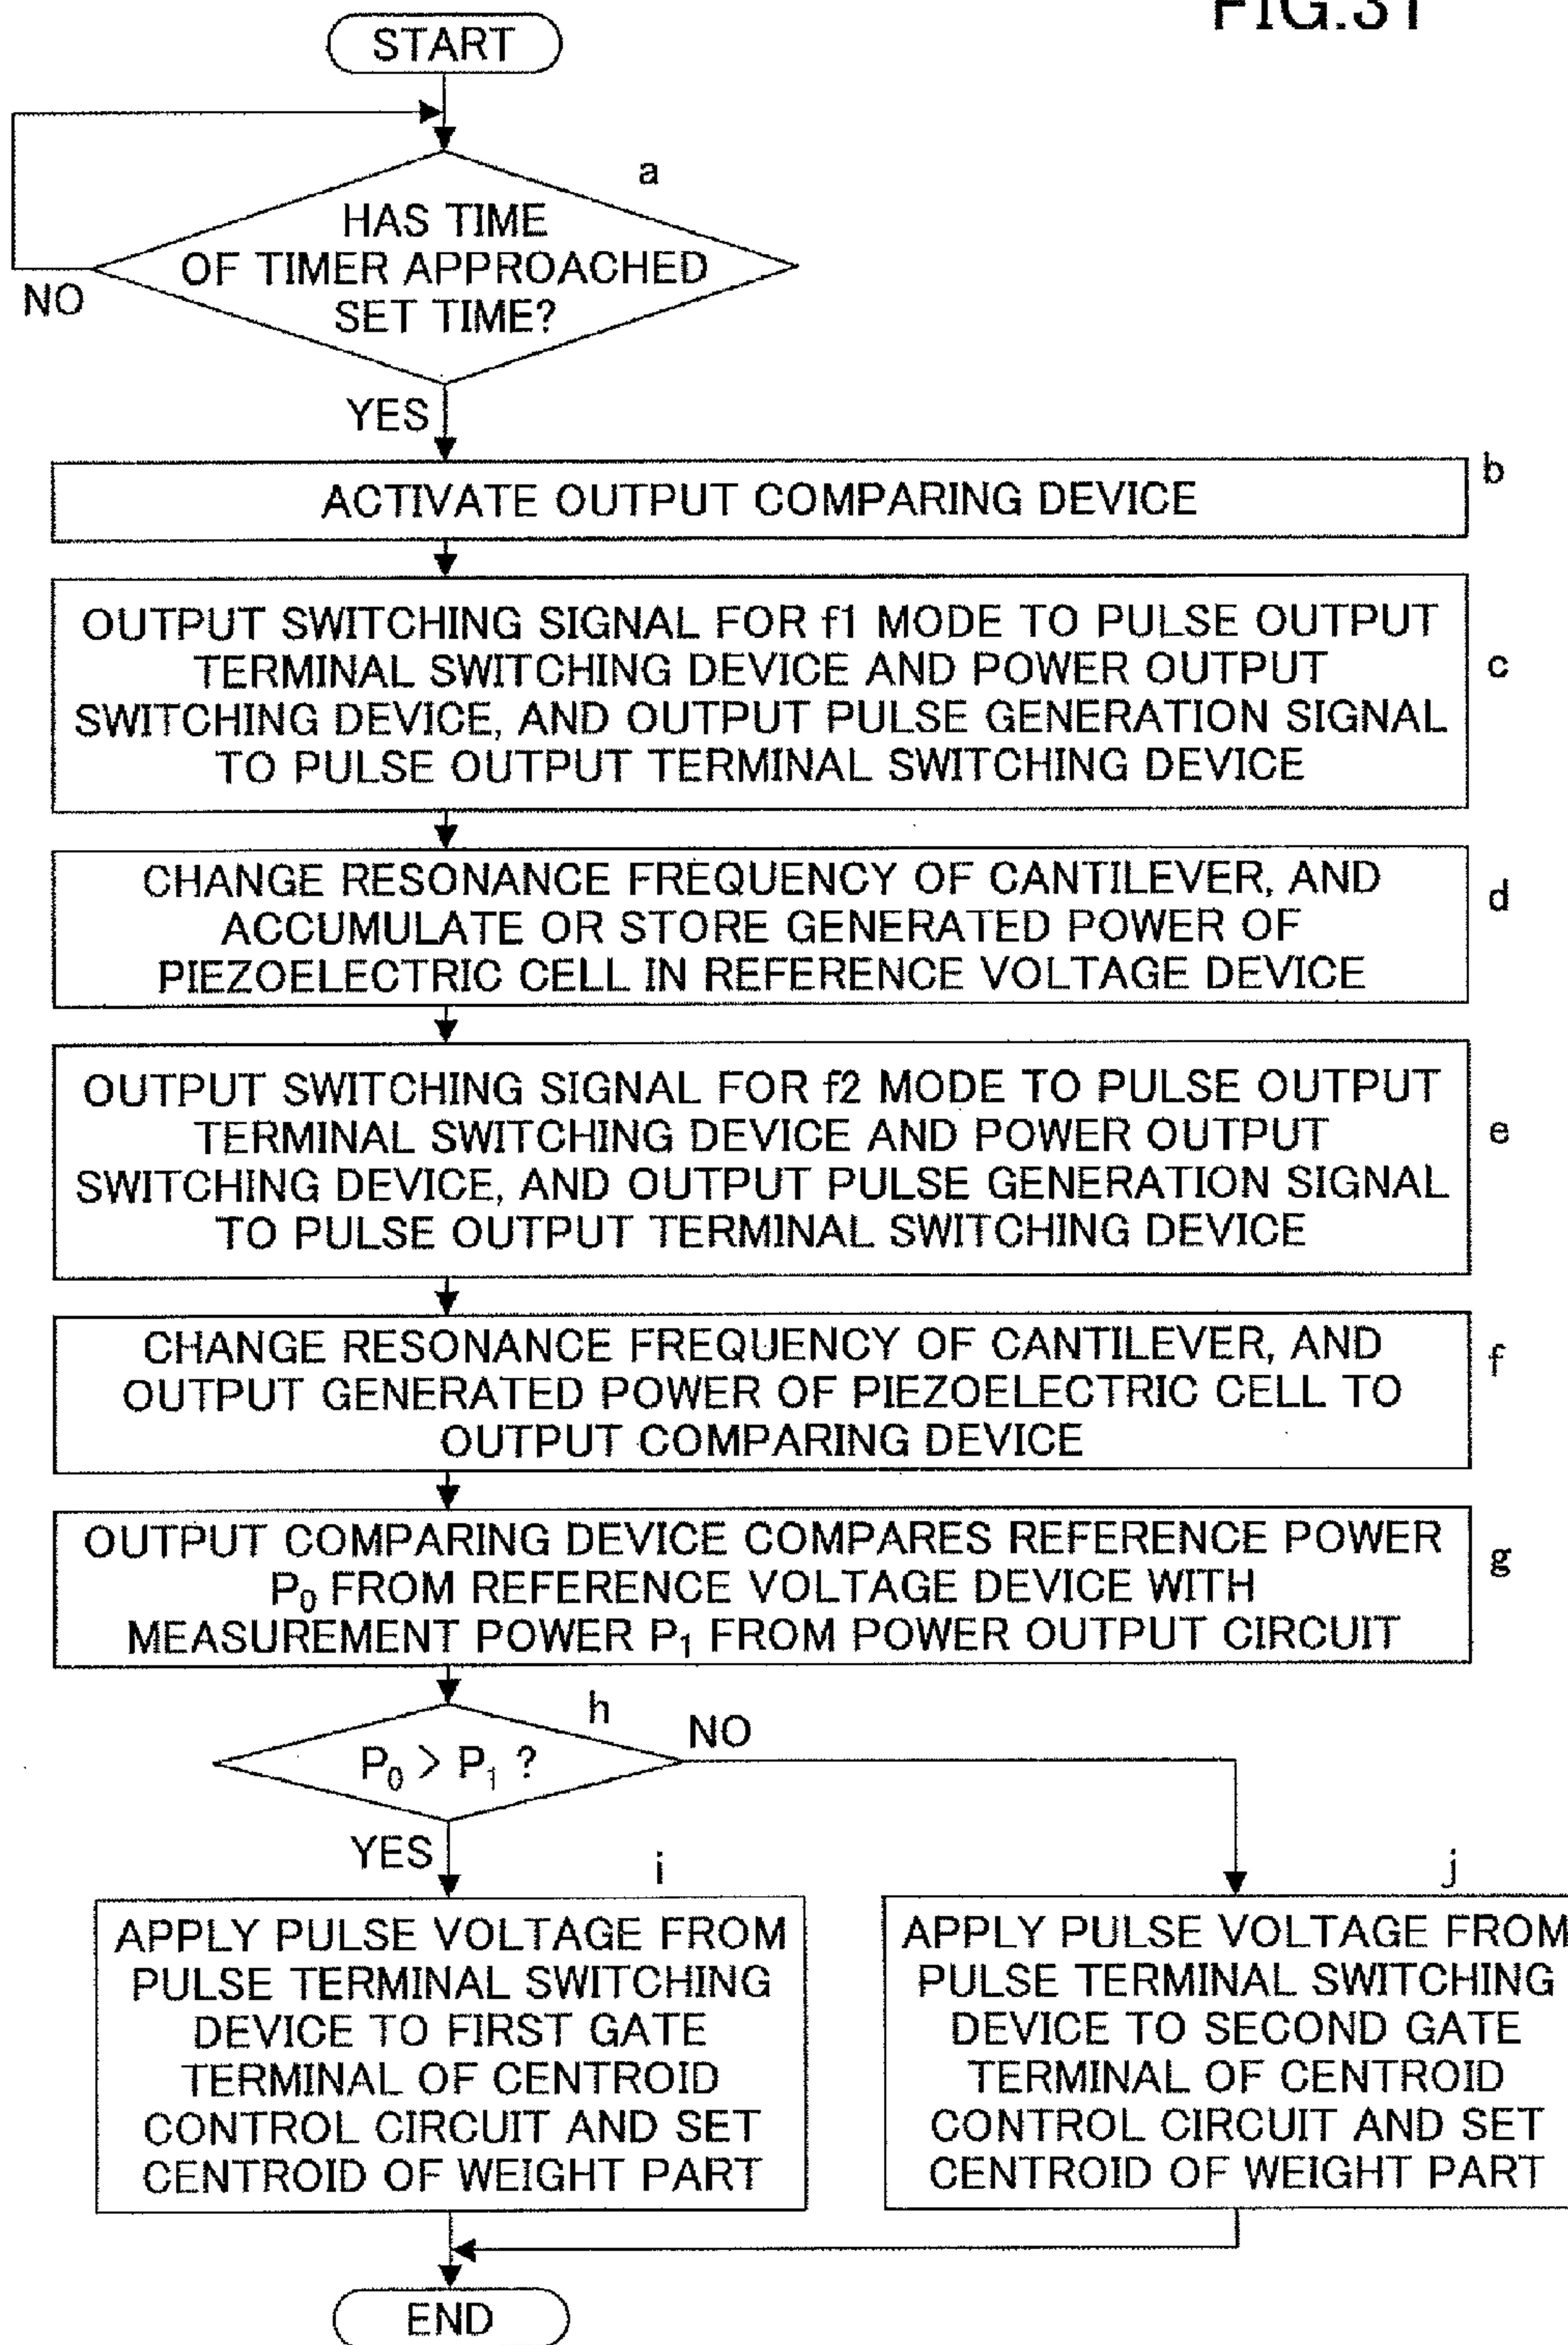 FIG.31
START
a
HAS TIME
OF TIMER APPROACHED
SET TIME?
NO
YES
b
ACTIVATE OUTPUT COMPARING DEVICE
OUTPUT SWITCHING SIGNAL FOR f1 MODE TO PULSE OUTPUT
TERMINAL SWITCHING DEVICE AND POWER OUTPUT
SWITCHING DEVICE, AND OUTPUT PULSE GENERATION SIGNAL
TO PULSE OUTPUT TERMINAL SWITCHING DEVICE
c
CHANGE RESONANCE FREQUENCY OF CANTILEVER, AND
ACCUMULATE OR STORE GENERATED POWER OF
PIEZOELECTRIC CELL IN REFERENCE VOLTAGE DEVICE
d
OUTPUT SWITCHING SIGNAL FOR f2 MODE TO PULSE OUTPUT
TERMINAL SWITCHING DEVICE AND POWER OUTPUT
SWITCHING DEVICE, AND OUTPUT PULSE GENERATION SIGNAL
TO PULSE OUTPUT TERMINAL SWITCHING DEVICE
e
CHANGE RESONANCE FREQUENCY OF CANTILEVER, AND
OUTPUT GENERATED POWER OF PIEZOELECTRIC CELL TO
OUTPUT COMPARING DEVICE
f
OUTPUT COMPARING DEVICE COMPARES REFERENCE POWER
P₀ FROM REFERENCE VOLTAGE DEVICE WITH
MEASUREMENT POWER P₁ FROM POWER OUTPUT CIRCUIT
g
h
P₀ > P₁ ?
NO
YES
i
APPLY PULSE VOLTAGE FROM
PULSE TERMINAL SWITCHING
DEVICE TO FIRST GATE
TERMINAL OF CENTROID
CONTROL CIRCUIT AND SET
CENTROID OF WEIGHT PART
j
APPLY PULSE VOLTAGE FROM
PULSE TERMINAL SWITCHING
DEVICE TO SECOND GATE
TERMINAL OF CENTROID
CONTROL CIRCUIT AND SET
CENTROID OF WEIGHT PART
END